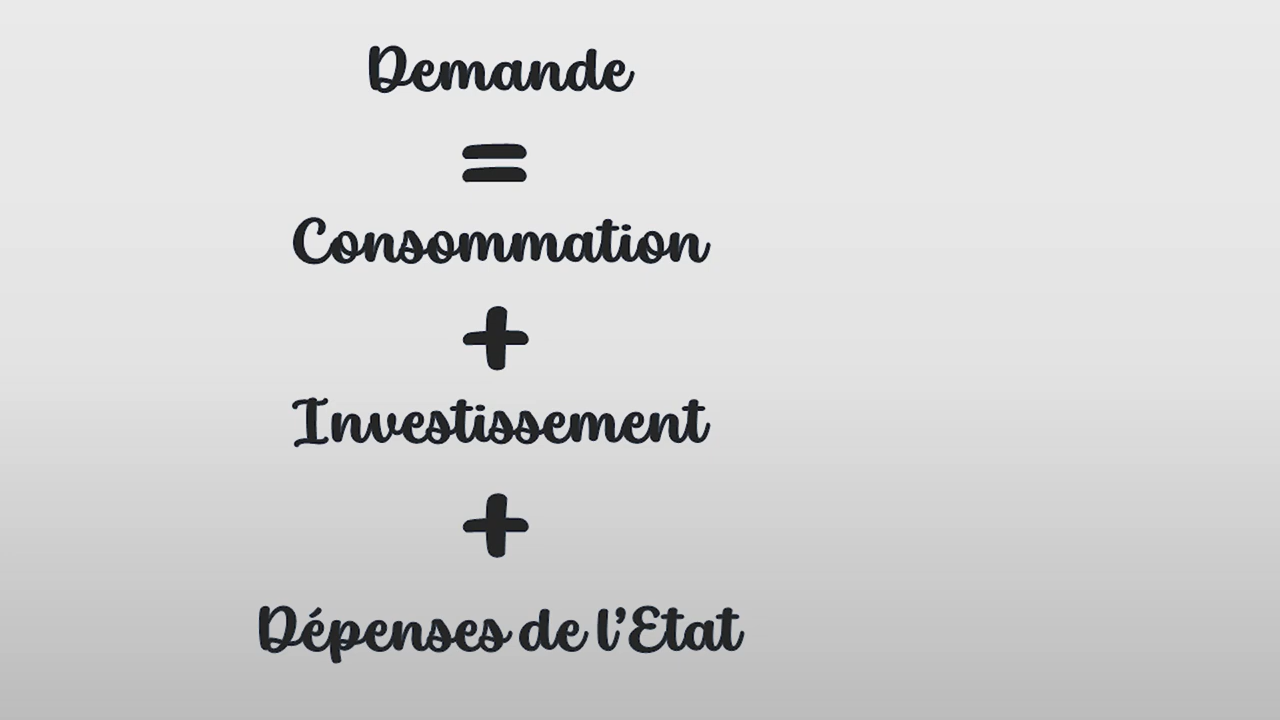 Demande
=
Consommation
+
Investissement
+
Dépenses de l'Etat